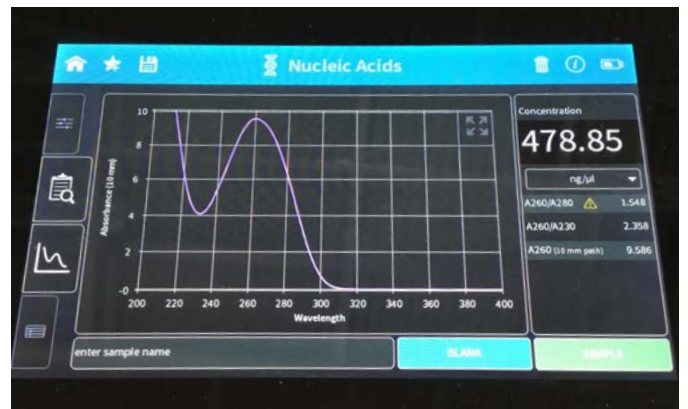 Nucleic Acids
Concentration
478.85
ng/µl
A260/A280 1.548
A260/A230 2.358
A260 (10 mm path) 9.586
Absorbance (10 mm)
10
8
6
4
2
-0
200 220 240 260 280 300 320 340 360 380 400
Wavelength
enter sample name
BLANK
SAMPLE